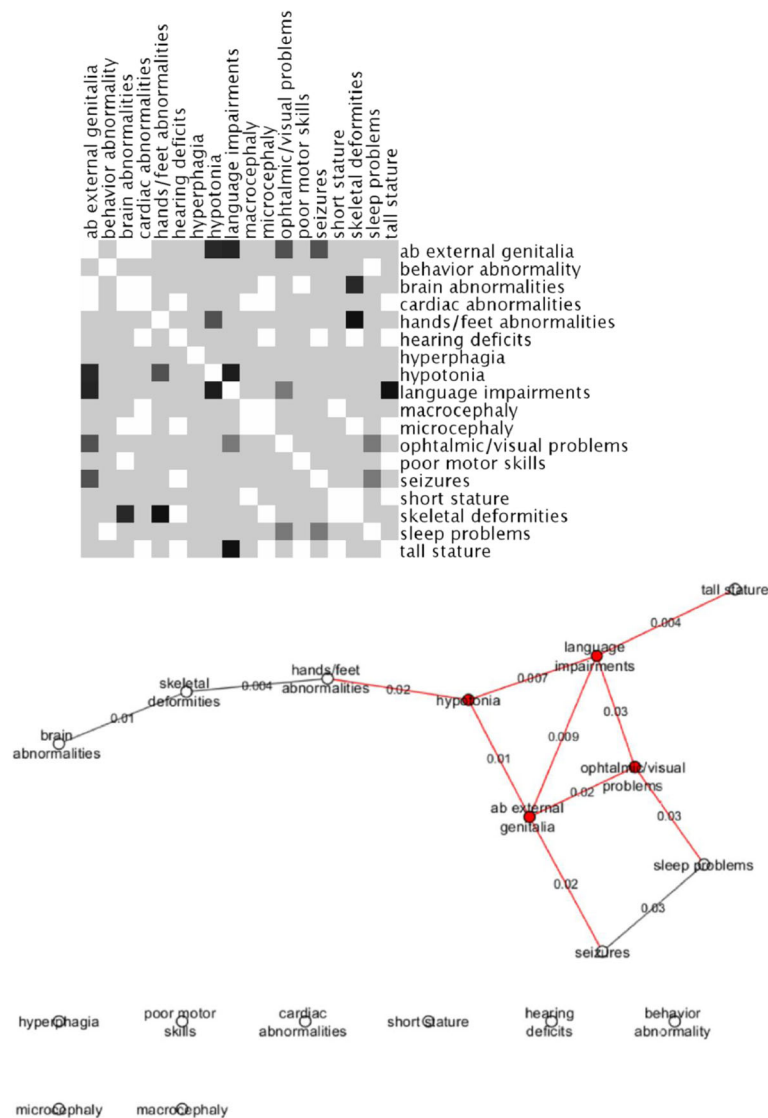 ab external genitalia
behavior abnormality
brain abnormalities
cardiac abnormalities
hands/feet abnormalities
hearing deficits
hyperphagia
hypotonia
language impairments
macrocephaly
microcephaly
ophtalmic/visual problems
poor motor skills
seizures
short stature
skeletal deformities
sleep problems
tall stature
ab external genitalia
behavior abnormality
brain abnormalities
cardiac abnormalities
hands/feet abnormalities
hearing deficits
hyperphagia
hypotonia
language impairments
macrocephaly
microcephaly
ophtalmic/visual problems
poor motor skills
seizures
short stature
skeletal deformities
sleep problems
tall stature
tall stature
0.004
language
impairments
hands/feet
abnormalities
0.007
skeletal
deformities
0.004
0.02
hypotonia
0.01
0.03
brain
abnormalities
0.009
0.01
ophtalmic/visual
problems
0.02
ab external
genitalia
0.03
sleep problems
0.02
0.03
seizures
hyperphagia
poor motor
skills
cardiac
abnormalities
short stature
hearing
deficits
behavior
abnormality
microcephaly
macrocephaly